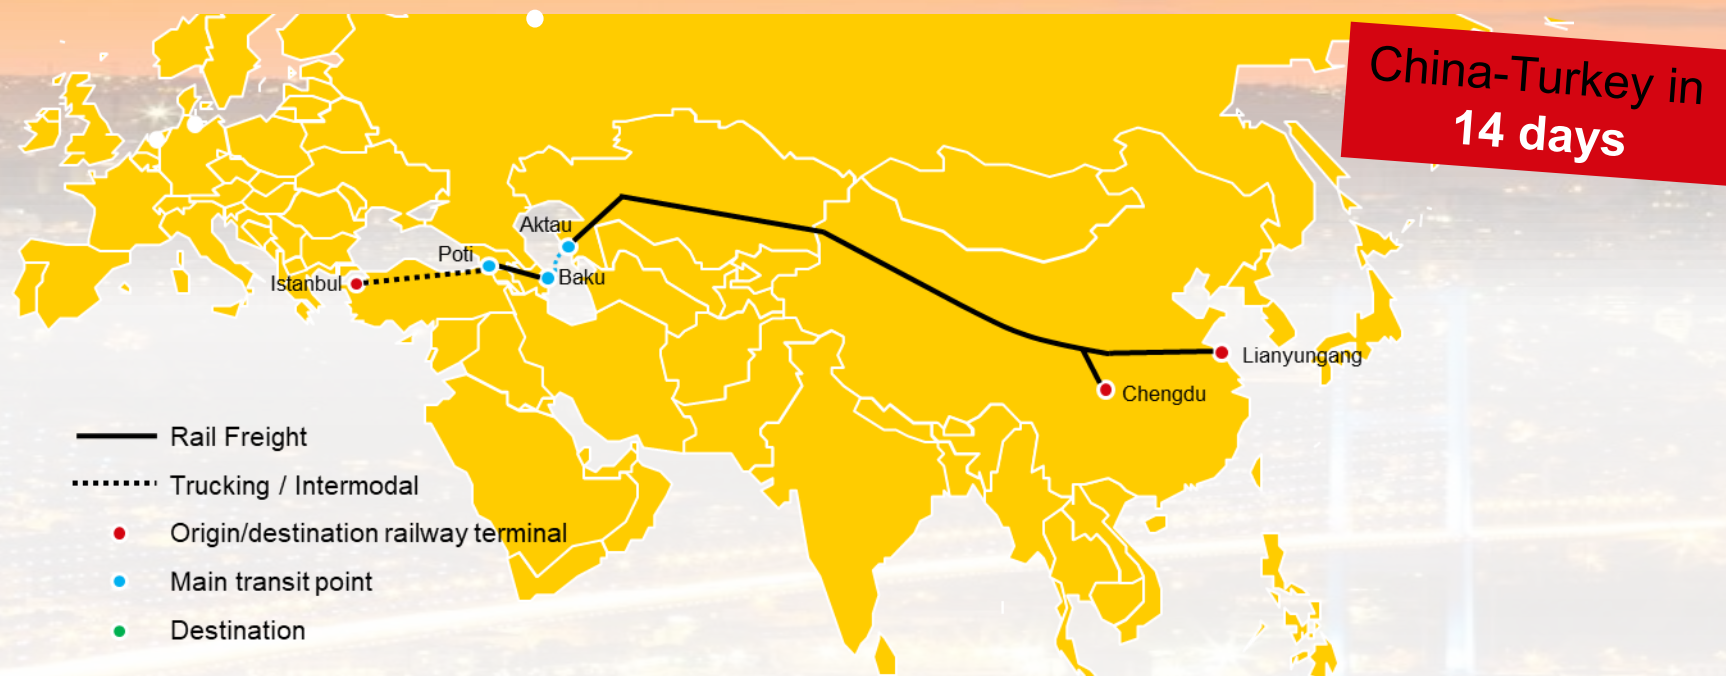 China-Turkey in
14 days
Aktau
Poti
Istanbul
Baku
Lianyungang
Chengdu
Rail Freight
Trucking / Intermodal
Origin/destination railway terminal
Main transit point
Destination